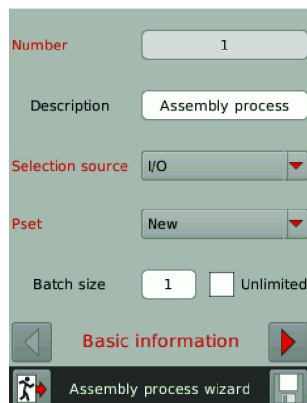 Number 1
Description Assembly process
Selection source I/O
Pset New
Batch size 1 Unlimited
Basic information
Assembly process wizard